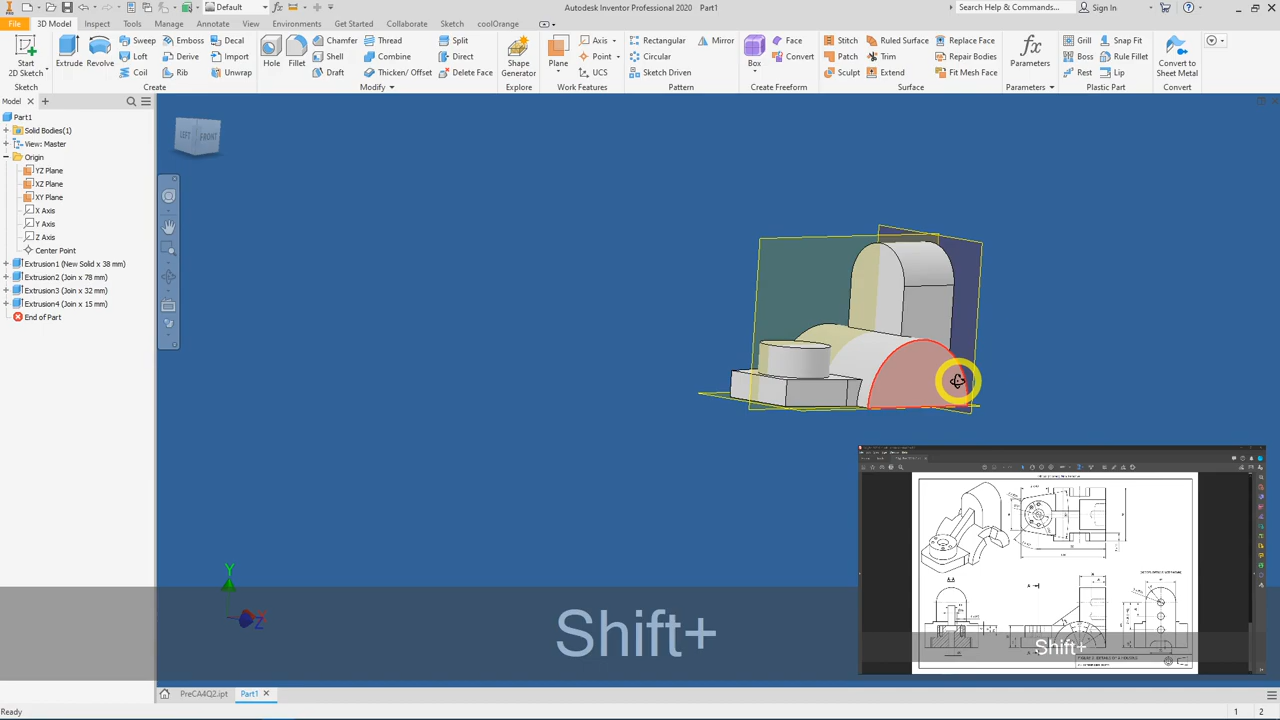 Default
Autodesk Inventor Professional 2020 Part1
Search Help & Commands...
Sign In
File 3D Model Inspect Tools Manage Annotate View Environments Get Started Collaborate Sketch coolOrange
Start 2D Sketch
Sketch
Extrude Revolve Sweep Loft Coil Emboss Derive Rib Decal Import Unwrap
Create
Hole Fillet Chamfer Shell Draft Thread Combine Thicken/ Offset Split Direct Delete Face
Modify
Shape Generator
Explore
Plane Axis Point UCS
Work Features
Rectangular Circular Sketch Driven Mirror
Pattern
Box Face Convert
Create Freeform
Stitch Patch Sculpt Ruled Surface Trim Extend Replace Face Repair Bodies Fit Mesh Face
Surface
Parameters
Parameters
Grill Boss Rest Snap Fit Rule Fillet Lip
Plastic Part
Convert to Sheet Metal
Convert
Model
Part1
Solid Bodies(1)
View: Master
Origin
YZ Plane
XZ Plane
XY Plane
X Axis
Y Axis
Z Axis
Center Point
Extrusion1 (New Solid x 38 mm)
Extrusion2 (Join x 78 mm)
Extrusion3 (Join x 32 mm)
Extrusion4 (Join x 15 mm)
End of Part
LEFT FRONT
Y
X
Z
Shift+
Shift+
PreCA4Q2.ipt Part1
Ready 1 2